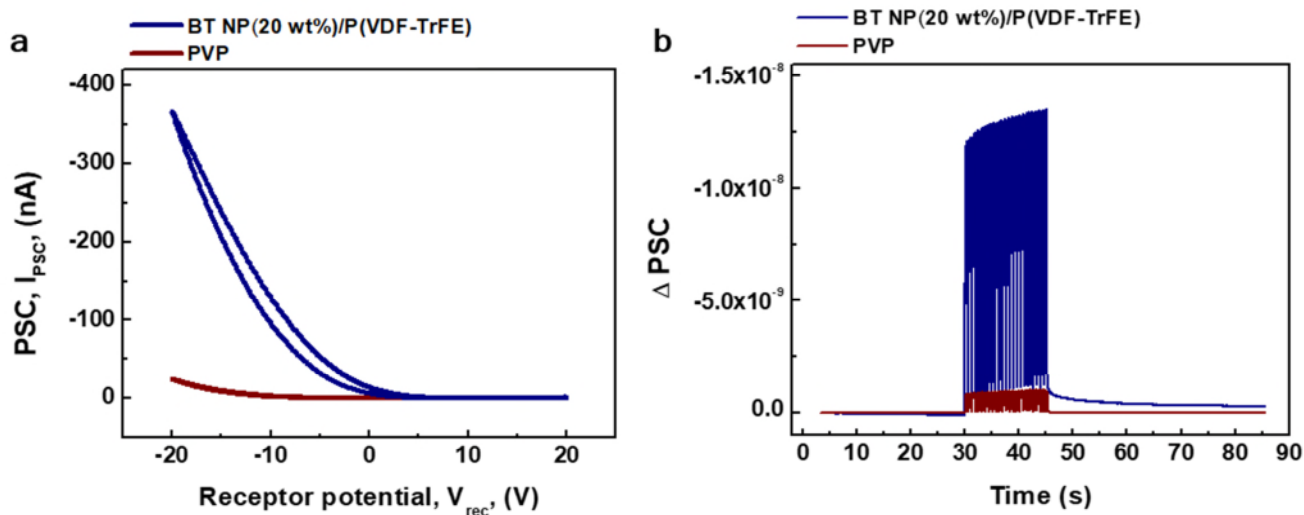 a
BT NP(20 wt%)/P(VDF-TrFE)
PVP
-400
-300
-200
-100
0
PSC, I_PSC, (nA)
-20 -10 0 10 20
Receptor potential, V_rec, (V)
b
BT NP(20 wt%)/P(VDF-TrFE)
PVP
-1.5x10^-8
-1.0x10^-8
-5.0x10^-9
0.0
Δ PSC
0 10 20 30 40 50 60 70 80 90
Time (s)